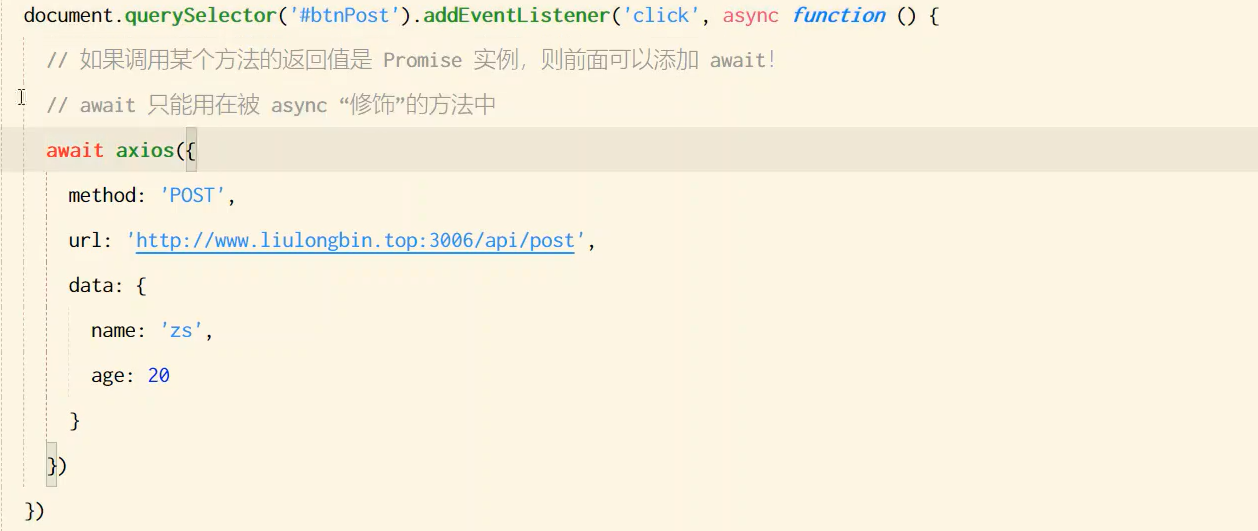 document.querySelector('#btnPost').addEventListener('click', async function () {
// 如果调用某个方法的返回值是 Promise 实例，则前面可以添加 await！
// await 只能用在被 async “修饰”的方法中
await axios({
method: 'POST',
url: 'http://www.liulongbin.top:3006/api/post',
data: {
name: 'zs',
age: 20
}
})
})